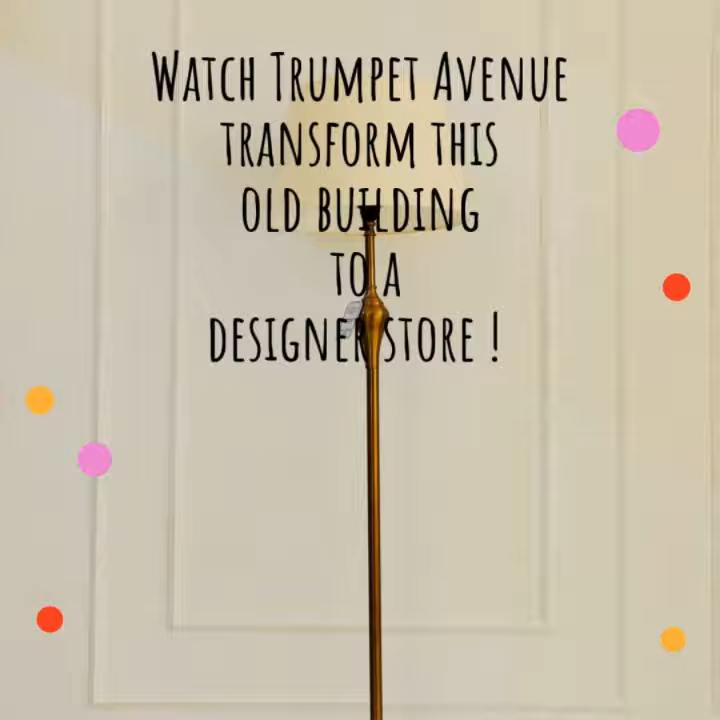 Watch Trumpet Avenue
transform this
old building
to a
designer store !